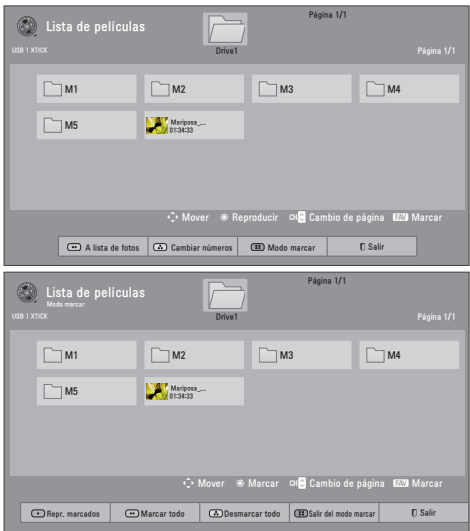 Página 1/1
Lista de películas
USB 1 XTICK
Drive1
Página 1/1
M1
M2
M3
M4
M5
Mariposa_...
01:34:33
Mover Reproducir CH Cambio de página FAV Marcar
A lista de fotos Cambiar números Modo marcar Salir
Página 1/1
Lista de películas
Modo marcar
USB 1 XTICK
Drive1
Página 1/1
M1
M2
M3
M4
M5
Mariposa_...
01:34:33
Mover Marcar CH Cambio de página FAV Marcar
Repr. marcados Marcar todo Desmarcar todo Salir del modo marcar Salir